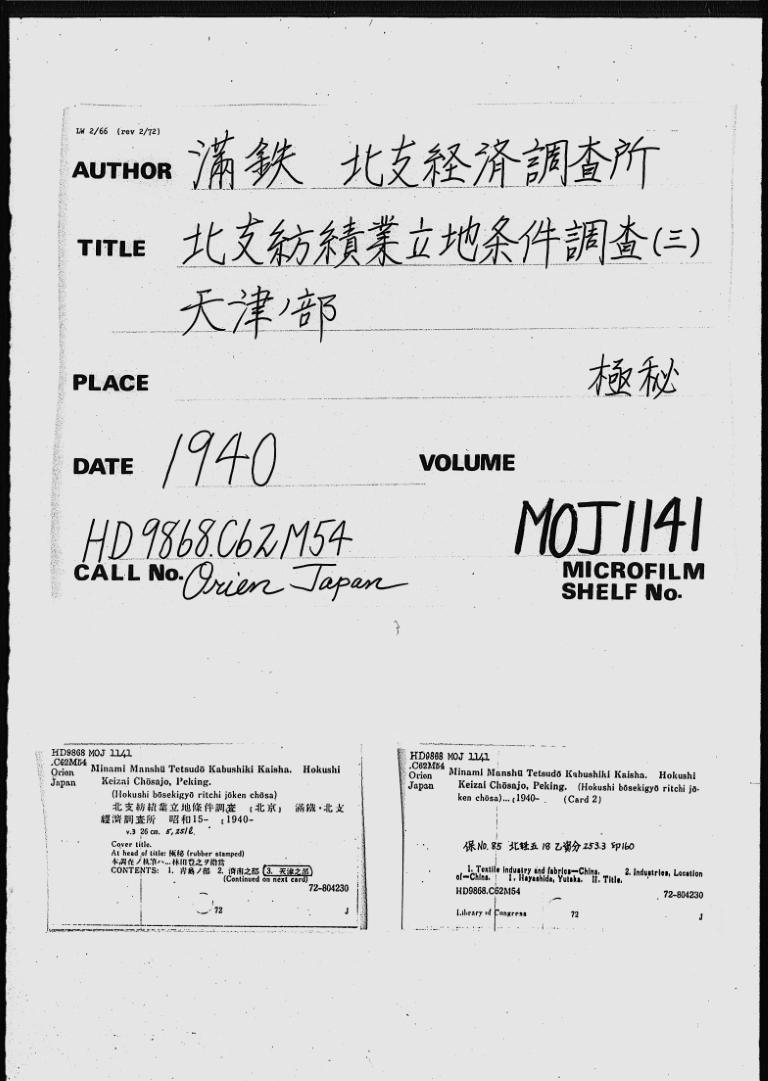 LW 2/66 (rev 2/72)
AUTHOR 満鉄 北支経済調査所
TITLE 北支紡績業立地条件調査(三)
天津ノ部
PLACE 極秘
DATE 1940 VOLUME
HD9868.C62M54 MOJ 1141
CALL No. Orien Japan MICROFILM
SHELF No.
HD9868 MOJ 1141
.C62M54
Orien Minami Manshū Tetsudō Kabushiki Kaisha. Hokushi
Japan Keizai Chōsajo, Peking.
(Hokushi bōsekigyō ritchi jōken chōsa)
北支紡績業立地條件調査 [北京] 滿鐵·北支
經濟調査所 昭和15- [1940-
v.3 26 cm.
Cover title.
At head of title: 極秘 (rubber stamped)
CONTENTS: 1. 青島ノ部 2. 濟南之部 3. 天津之部
(Continued on next card)
72-804230
72 J
HD9868 MOJ 1141
.C62M54
Orien Minami Manshū Tetsudō Kabushiki Kaisha. Hokushi
Japan Keizai Chōsajo, Peking. (Hokushi bōsekigyō ritchi jō-
ken chōsa)... [1940- (Card 2)
1. Textile industry and fabrics—China. 2. Industries, Location
of—China. I. Hayashida, Yutaka. II. Title.
HD9868.C62M54
72-804230
Library of Congress 72 J